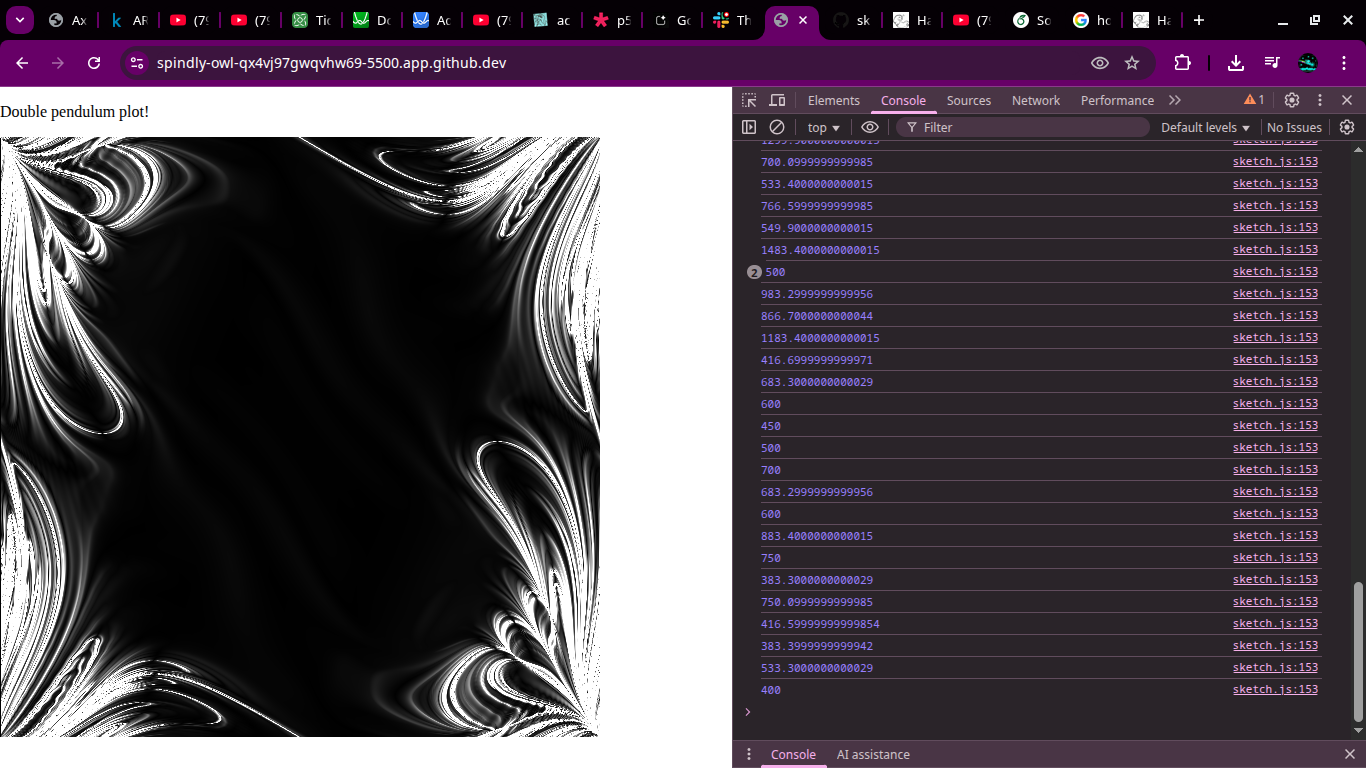 Ax
AR
(79
(79
Tic
Do
Ac
(79
ac
p5
Go
Th
sk
Ha
(79
So
ho
Ha
spindly-owl-qx4vj97gwqvhw69-5500.app.github.dev
Double pendulum plot!
Elements Console Sources Network Performance 1
top Filter Default levels No Issues
700.0999999999985 sketch.js:153
533.4000000000015 sketch.js:153
766.5999999999985 sketch.js:153
549.9000000000015 sketch.js:153
1483.4000000000015 sketch.js:153
2 500 sketch.js:153
983.2999999999956 sketch.js:153
866.7000000000044 sketch.js:153
1183.4000000000015 sketch.js:153
416.6999999999971 sketch.js:153
683.3000000000029 sketch.js:153
600 sketch.js:153
450 sketch.js:153
500 sketch.js:153
700 sketch.js:153
683.2999999999956 sketch.js:153
600 sketch.js:153
883.4000000000015 sketch.js:153
750 sketch.js:153
383.3000000000029 sketch.js:153
750.0999999999985 sketch.js:153
416.59999999999854 sketch.js:153
383.3999999999942 sketch.js:153
533.3000000000029 sketch.js:153
400 sketch.js:153
Console AI assistance